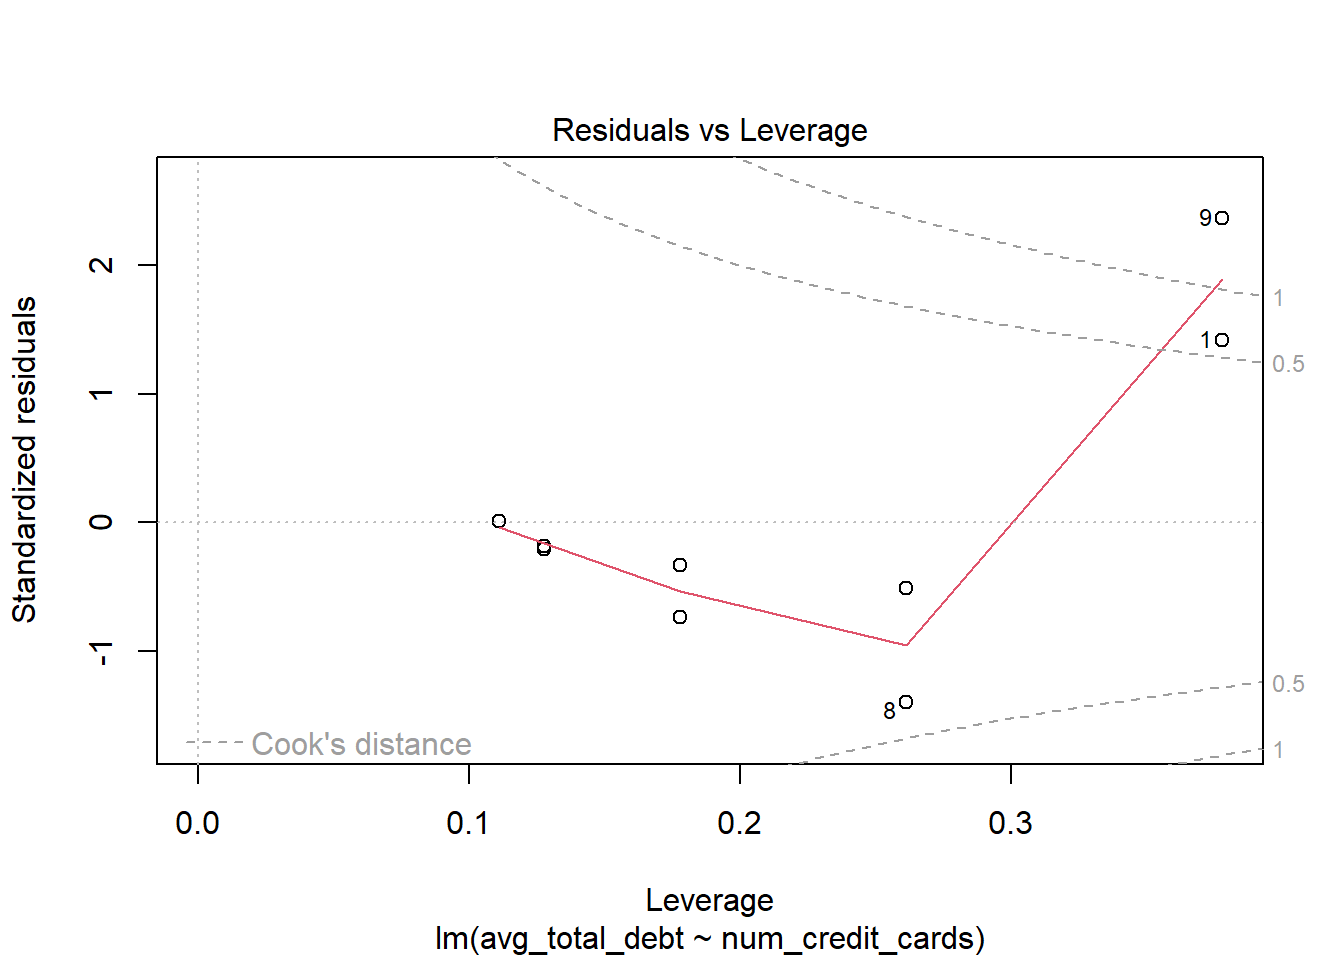 Residuals vs Leverage
Standardized residuals
2
1
0
-1
9
1
8
1
0.5
0.5
1
Cook's distance
0.0 0.1 0.2 0.3
Leverage
lm(avg_total_debt ~ num_credit_cards)